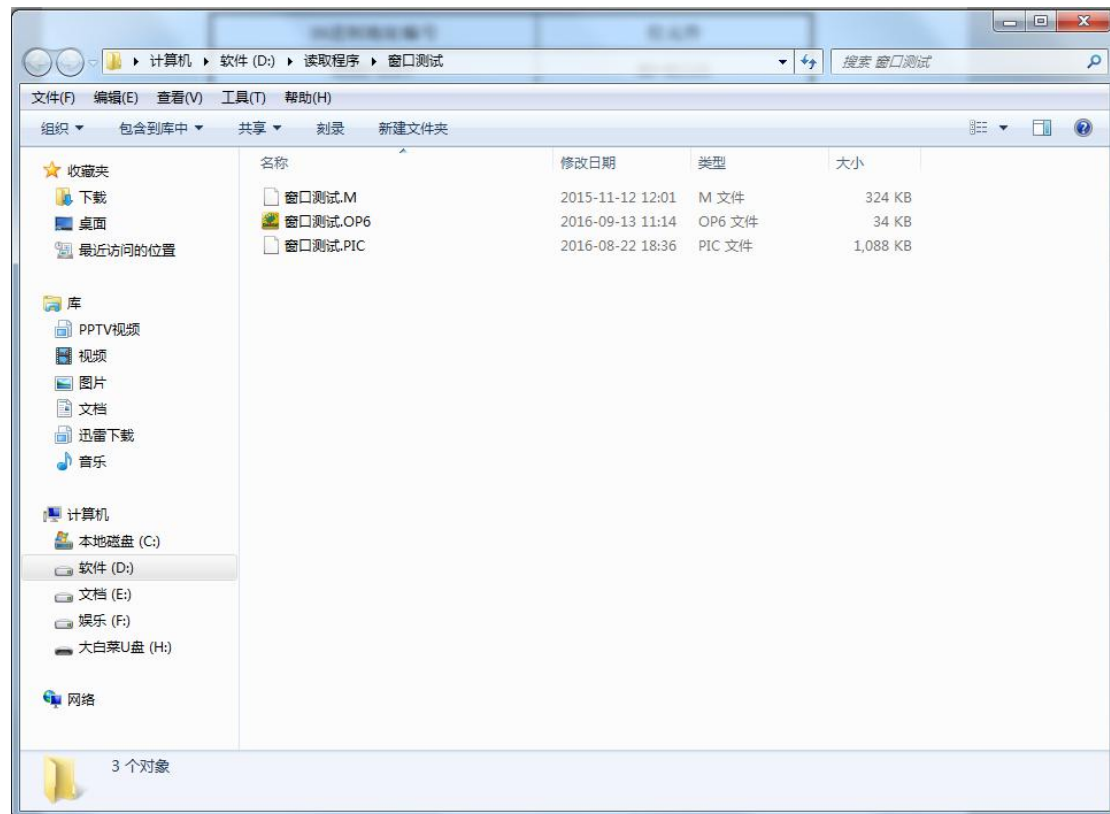 计算机 软件 (D:) 读取程序 窗口测试
搜索 窗口测试
文件(F) 编辑(E) 查看(V) 工具(T) 帮助(H)
组织 包含到库中 共享 刻录 新建文件夹
收藏夹
下载
桌面
最近访问的位置
库
PPTV视频
视频
图片
文档
迅雷下载
音乐
计算机
本地磁盘 (C:)
软件 (D:)
文档 (E:)
娱乐 (F:)
大白菜U盘 (H:)
网络
名称 修改日期 类型 大小
窗口测试.M 2015-11-12 12:01 M 文件 324 KB
窗口测试.OP6 2016-09-13 11:14 OP6 文件 34 KB
窗口测试.PIC 2016-08-22 18:36 PIC 文件 1,088 KB
3 个对象